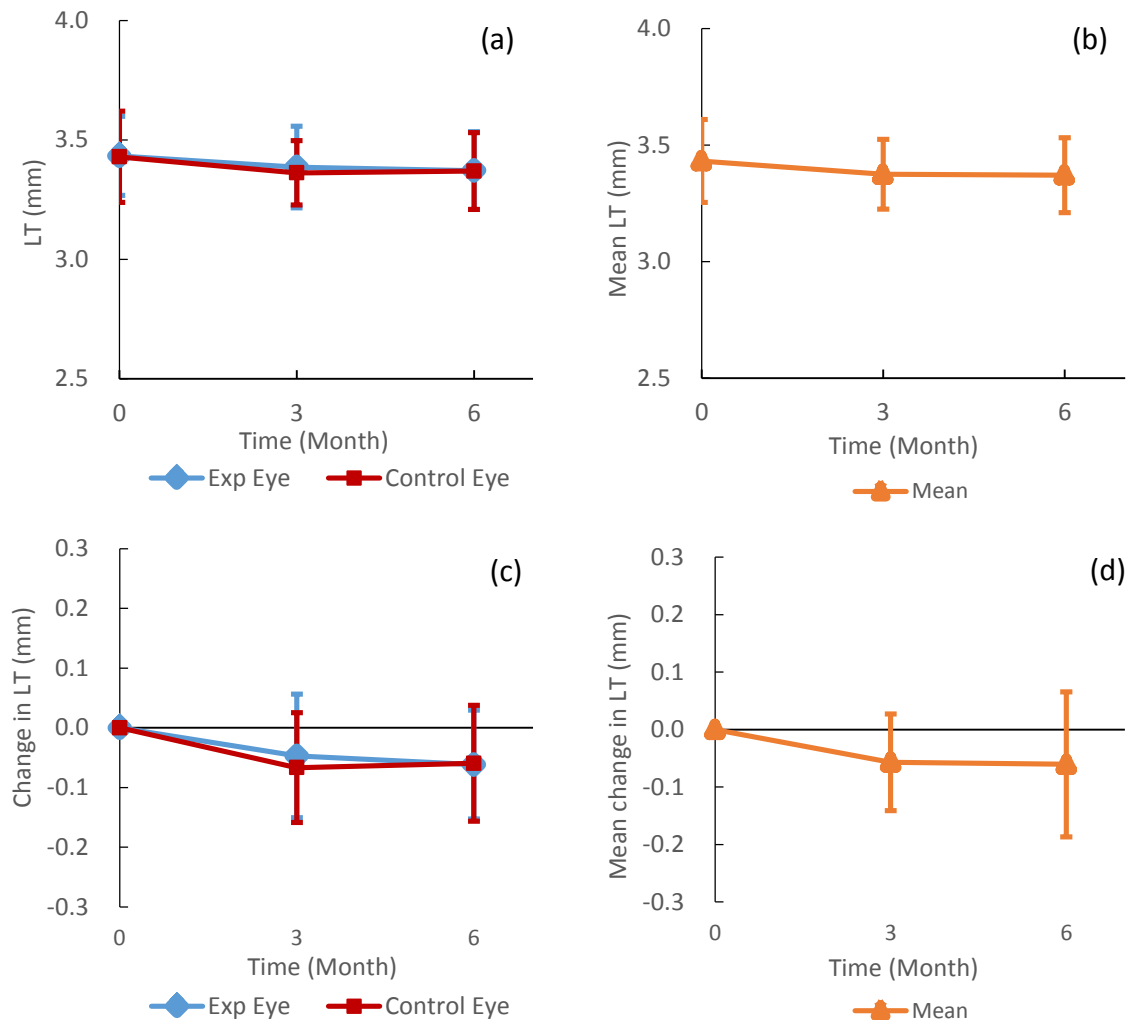 (a)
LT (mm)
4.0
3.5
3.0
2.5
0 3 6
Time (Month)
Exp Eye Control Eye
(b)
Mean LT (mm)
4.0
3.5
3.0
2.5
0 3 6
Time (Month)
Mean
(c)
Change in LT (mm)
0.3
0.2
0.1
0.0
-0.1
-0.2
-0.3
0 3 6
Time (Month)
Exp Eye Control Eye
(d)
Mean change in LT (mm)
0.3
0.2
0.1
0.0
-0.1
-0.2
-0.3
0 3 6
Time (Month)
Mean